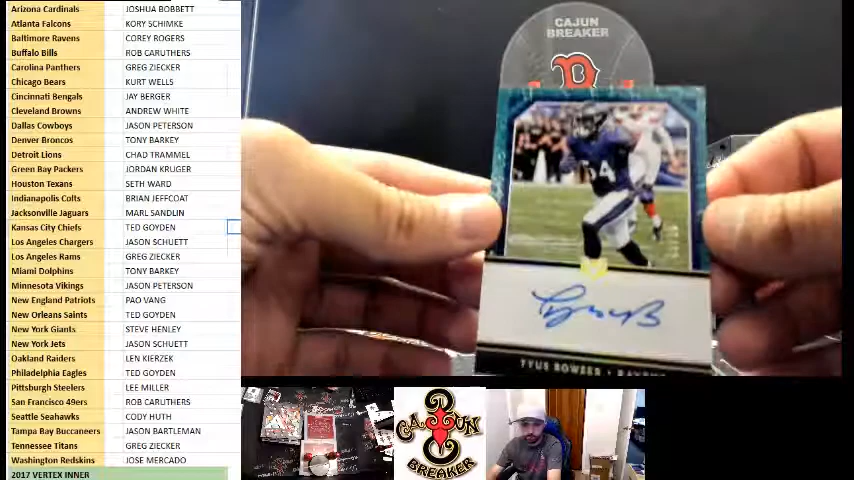 Arizona Cardinals JOSHUA BOBBETT
Atlanta Falcons KORY SCHIMKE
Baltimore Ravens COREY ROGERS
Buffalo Bills ROB CARUTHERS
Carolina Panthers GREG ZIECKER
Chicago Bears KURT WELLS
Cincinnati Bengals JAY BERGER
Cleveland Browns ANDREW WHITE
Dallas Cowboys JASON PETERSON
Denver Broncos TONY BARKEY
Detroit Lions CHAD TRAMMEL
Green Bay Packers JORDAN KRUGER
Houston Texans SETH WARD
Indianapolis Colts BRIAN JEFFCOAT
Jacksonville Jaguars MARL SANDLIN
Kansas City Chiefs TED GOYDEN
Los Angeles Chargers JASON SCHUETT
Los Angeles Rams GREG ZIECKER
Miami Dolphins TONY BARKEY
Minnesota Vikings JASON PETERSON
New England Patriots PAO VANG
New Orleans Saints TED GOYDEN
New York Giants STEVE HENLEY
New York Jets JASON SCHUETT
Oakland Raiders LEN KIERZEK
Philadelphia Eagles TED GOYDEN
Pittsburgh Steelers LEE MILLER
San Francisco 49ers ROB CARUTHERS
Seattle Seahawks CODY HUTH
Tampa Bay Buccaneers JASON BARTLEMAN
Tennessee Titans GREG ZIECKER
Washington Redskins JOSE MERCADO
2017 VERTEX INNER
CAJUN
BREAKER
B
54
TYUS BOWSER • RAVENS
CAJUN
BREAKER